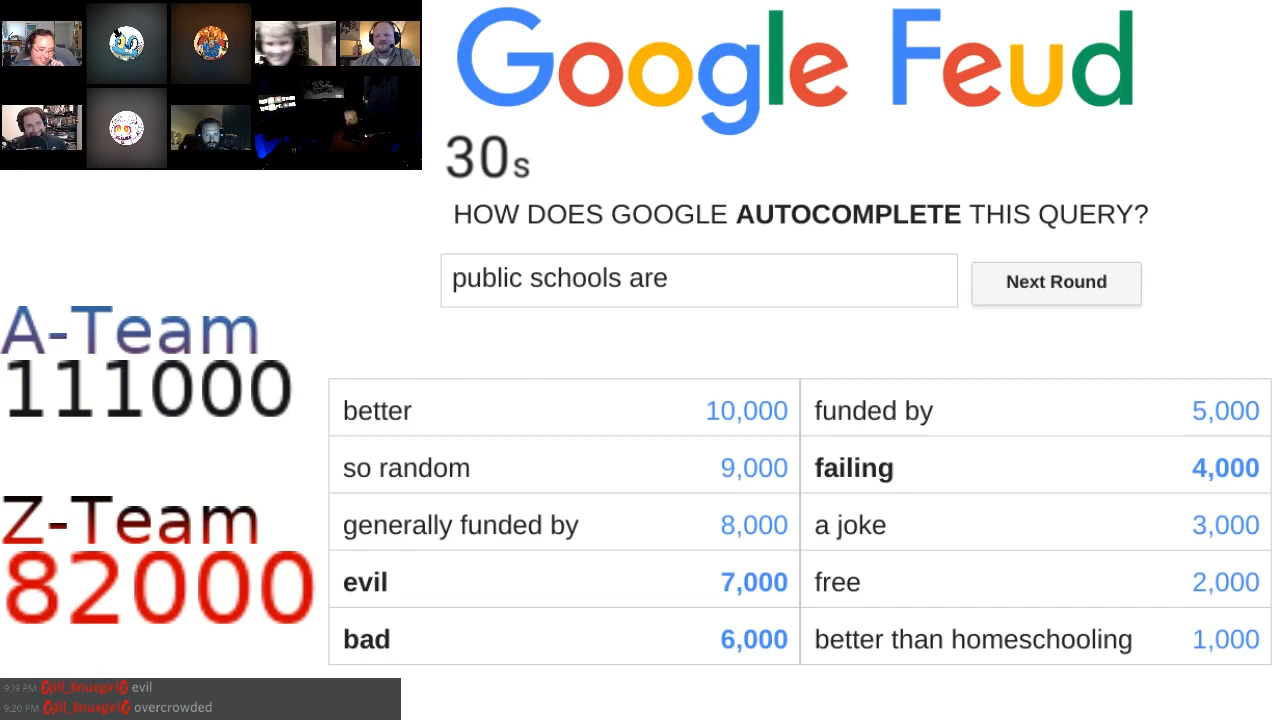 Google Feud
30s
HOW DOES GOOGLE AUTOCOMPLETE THIS QUERY?
public schools are
Next Round
A-Team
111000
Z-Team
82000
better 10,000
so random 9,000
generally funded by 8,000
evil 7,000
bad 6,000
funded by 5,000
failing 4,000
a joke 3,000
free 2,000
better than homeschooling 1,000
9:19 PM jill_linuxgirl evil
9:20 PM jill_linuxgirl overcrowded